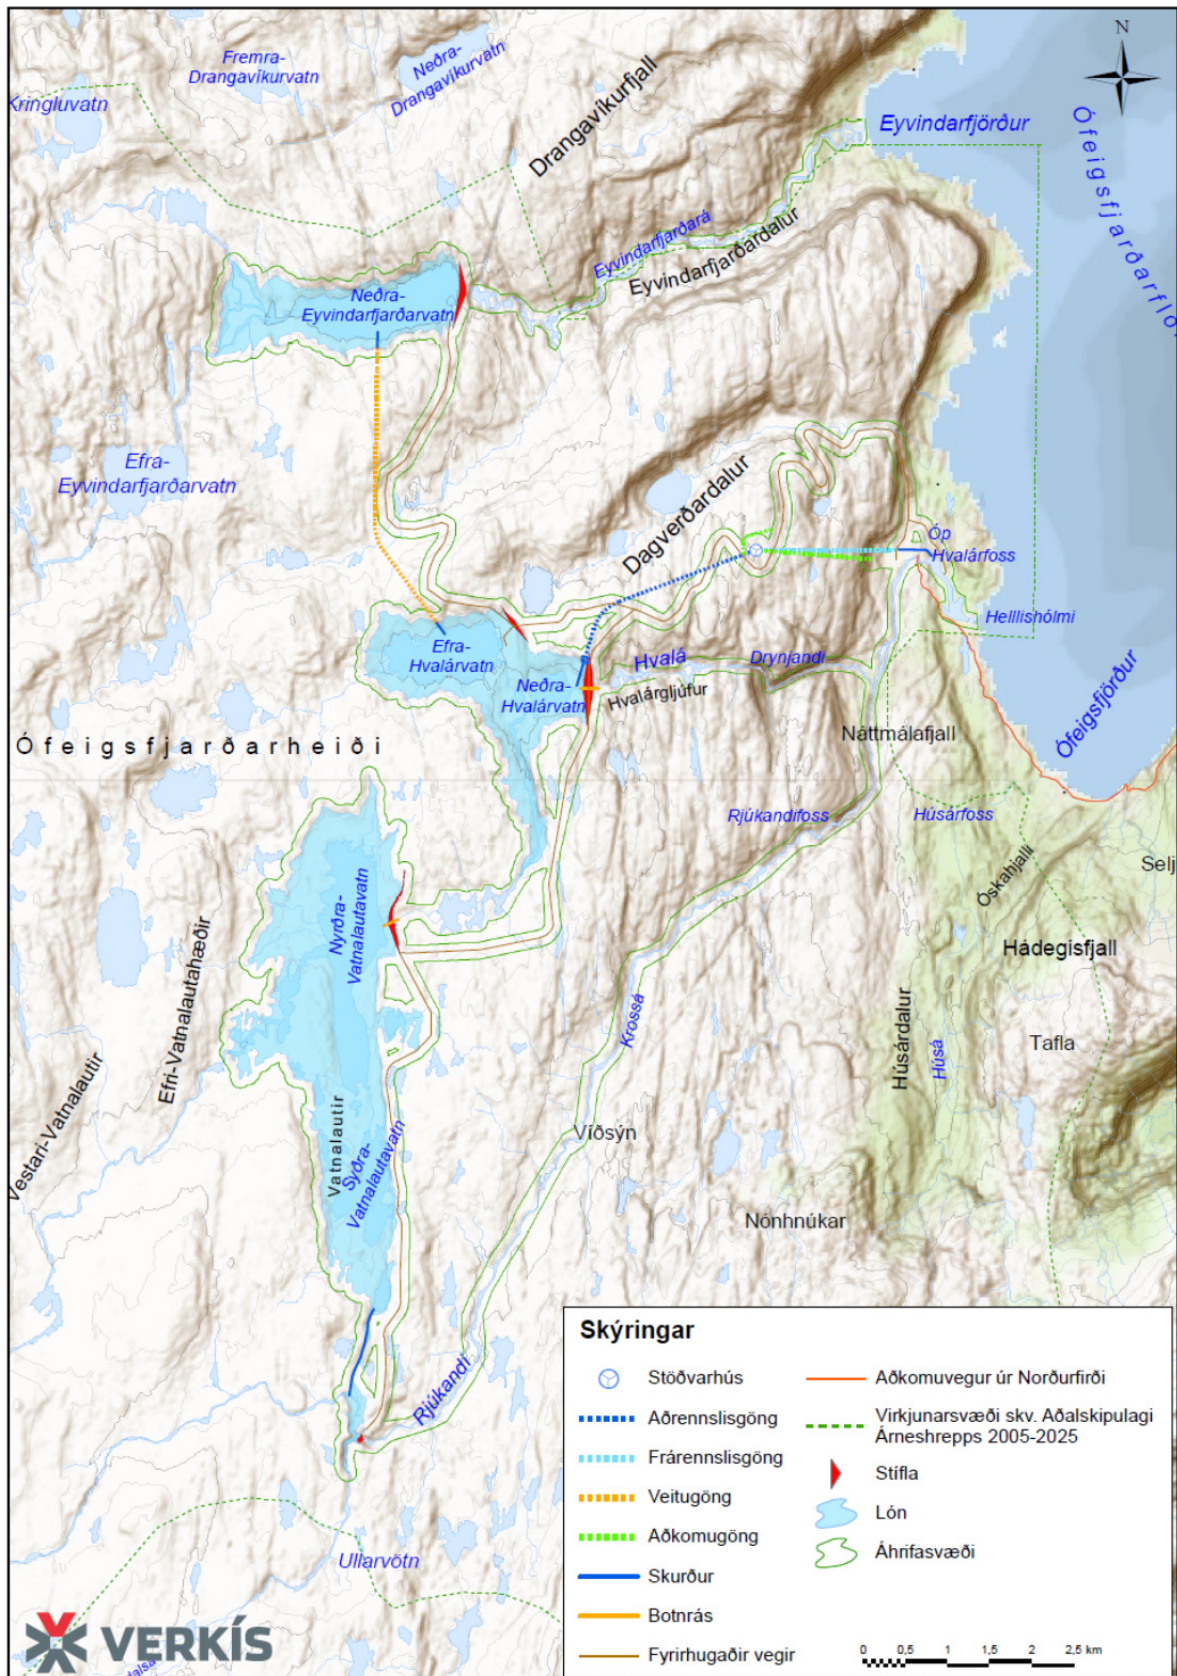 N
Fremra-
Drangavíkurvatn
Neðra-
Drangavíkurvatn
Kringluvatn
Drangavíkurfjall
Eyvindarfjörður
Ófeigsfjarðarfló
Eyvindarfjarðará
Eyvindarfjarðardalur
Neðra-
Eyvindarfjarðarvatn
Efra-
Eyvindarfjarðarvatn
Dagverðardalur
Óp
Hvalárfoss
Helllishólmi
Efra-
Hvalárvatn
Neðra-
Hvalárvatn
Hvalá
Drynjandi
Hvalárgljúfur
Ófeigsfjörður
Ófeigsfjarðarheiði
Náttmálafjall
Rjúkandifoss
Húsárfoss
Óskahjalli
Selj
Nyrðra-
Vatnalautavatn
Hádegisfjall
Efri-Vatnalautahæðir
Krossá
Húsárdalur
Húsá
Tafla
Vestari-Vatnalautir
Vatnalautir
Syðra-
Vatnalautavatn
Víðsýn
Nónhnúkar
Rjúkandi
Ullarvötn
Skýringar
Stöðvarhús
Aðrennslisgöng
Frárennslisgöng
Veitugöng
Aðkomugöng
Skurður
Botnrás
Fyrirhugaðir vegir
Aðkomuvegur úr Norðurfirði
Virkjunarsvæði skv. Aðalskipulagi
Árneshrepps 2005-2025
Stífla
Lón
Áhrifasvæði
0 0,5 1 1,5 2 2,5 km
VERKÍS